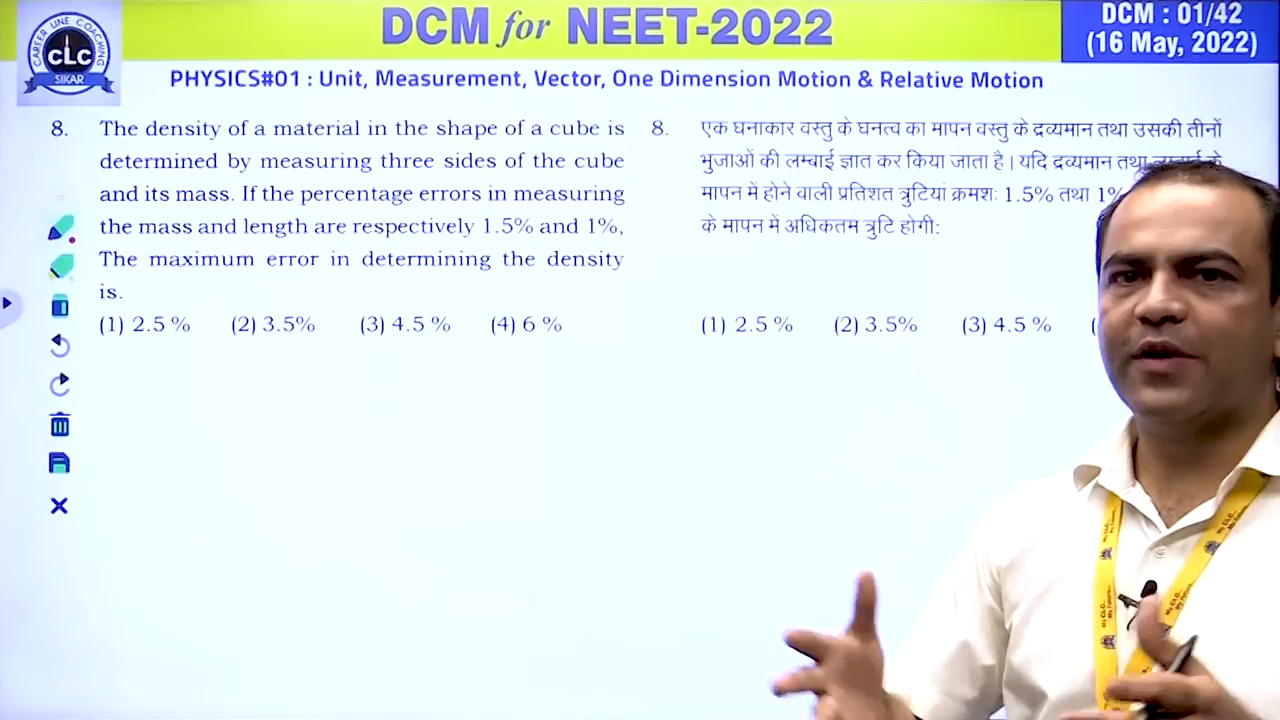 DCM for NEET-2022
DCM : 01/42
(16 May, 2022)
CAREER LINE COACHING
CLC
SIKAR
PHYSICS#01 : Unit, Measurement, Vector, One Dimension Motion & Relative Motion
8. The density of a material in the shape of a cube is
determined by measuring three sides of the cube
and its mass. If the percentage errors in measuring
the mass and length are respectively 1.5% and 1%,
The maximum error in determining the density
is.
(1) 2.5 % (2) 3.5% (3) 4.5 % (4) 6 %
8. एक घनाकार वस्तु के घनत्व का मापन वस्तु के द्रव्यमान तथा उसकी तीनों
भुजाओं की लम्बाई ज्ञात कर किया जाता है। यदि द्रव्यमान तथा लम्बाई के
मापन में होने वाली प्रतिशत त्रुटियां क्रमशः 1.5% तथा 1%
के मापन में अधिकतम त्रुटि होगी:
(1) 2.5 % (2) 3.5% (3) 4.5 % (